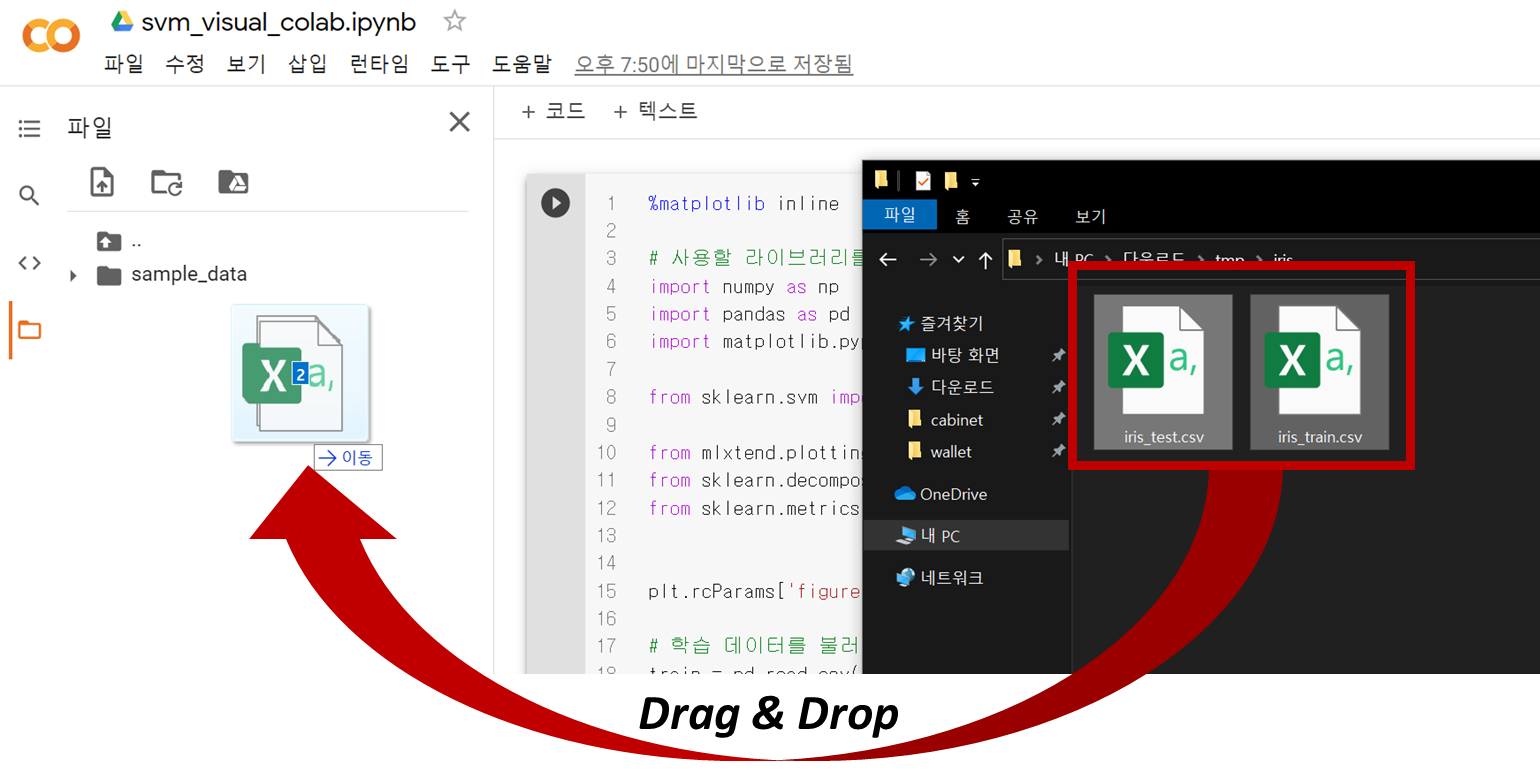 svm_visual_colab.ipynb
파일 수정 보기 삽입 런타임 도구 도움말 오후 7:50에 마지막으로 저장됨
파일
+ 코드 + 텍스트
..
sample_data
2
→ 이동
1 %matplotlib inline
2
3 # 사용할 라이브러리를
4 import numpy as np
5 import pandas as pd
6 import matplotlib.pyp
7
8 from sklearn.svm impo
9
10 from mlxtend.plotting
11 from sklearn.decompos
12 from sklearn.metrics
13
14
15 plt.rcParams['figure
16
17 # 학습 데이터를 불러
18 train = pd.read_csv(
파일 홈 공유 보기
내 PC > 다운로드 > tmp > iris
즐겨찾기
바탕 화면
다운로드
cabinet
wallet
OneDrive
내 PC
네트워크
X a, X a,
iris_test.csv iris_train.csv
X a,
Drag & Drop